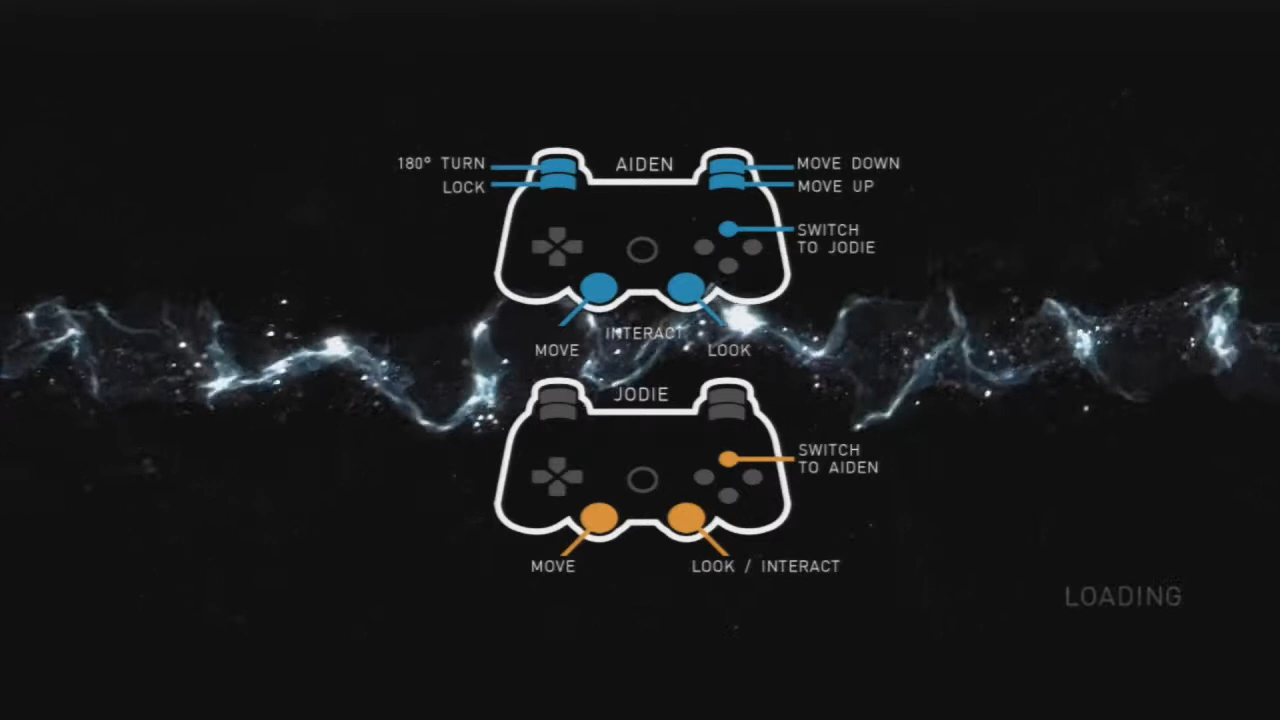 AIDEN
180° TURN
LOCK
MOVE DOWN
MOVE UP
SWITCH
TO JODIE
INTERACT
MOVE
LOOK
JODIE
SWITCH
TO AIDEN
MOVE
LOOK / INTERACT
LOADING